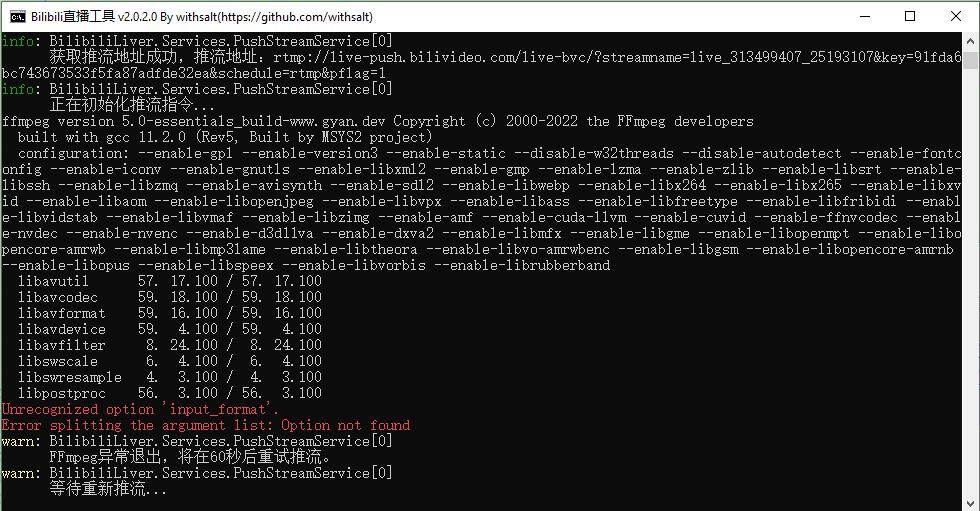 Bilibili直播工具 v2.0.2.0 By withsalt(https://github.com/withsalt)
info: BilibiliLiver.Services.PushStreamService[0]
获取推流地址成功，推流地址：rtmp://live-push.bilivideo.com/live-bvc/?streamname=live_313499407_25193107&key=91fda6
bc743673533f5fa87adfde32ea&schedule=rtmp&pflag=1
info: BilibiliLiver.Services.PushStreamService[0]
正在初始化推流指令...
ffmpeg version 5.0-essentials_build-www.gyan.dev Copyright (c) 2000-2022 the FFmpeg developers
built with gcc 11.2.0 (Rev5, Built by MSYS2 project)
configuration: --enable-gpl --enable-version3 --enable-static --disable-w32threads --disable-autodetect --enable-fontc
onfig --enable-iconv --enable-gnutls --enable-libxml2 --enable-gmp --enable-lzma --enable-zlib --enable-libsrt --enable-
libssh --enable-libzmq --enable-avisynth --enable-sdl2 --enable-libwebp --enable-libx264 --enable-libx265 --enable-libxv
id --enable-libaom --enable-libopenjpeg --enable-libvpx --enable-libass --enable-libfreetype --enable-libfribidi --enabl
e-libvidstab --enable-libvmaf --enable-libzimg --enable-amf --enable-cuda-llvm --enable-cuvid --enable-ffnvcodec --enabl
e-nvdec --enable-nvenc --enable-d3d11va --enable-dxva2 --enable-libmfx --enable-libgme --enable-libopenmpt --enable-libo
pencore-amrwb --enable-libmp3lame --enable-libtheora --enable-libvo-amrwbenc --enable-libgsm --enable-libopencore-amrnb
--enable-libopus --enable-libspeex --enable-libvorbis --enable-librubberband
libavutil 57. 17.100 / 57. 17.100
libavcodec 59. 18.100 / 59. 18.100
libavformat 59. 16.100 / 59. 16.100
libavdevice 59. 4.100 / 59. 4.100
libavfilter 8. 24.100 / 8. 24.100
libswscale 6. 4.100 / 6. 4.100
libswresample 4. 3.100 / 4. 3.100
libpostproc 56. 3.100 / 56. 3.100
Unrecognized option 'input_format'.
Error splitting the argument list: Option not found
warn: BilibiliLiver.Services.PushStreamService[0]
FFmpeg异常退出，将在60秒后重试推流。
warn: BilibiliLiver.Services.PushStreamService[0]
等待重新推流...